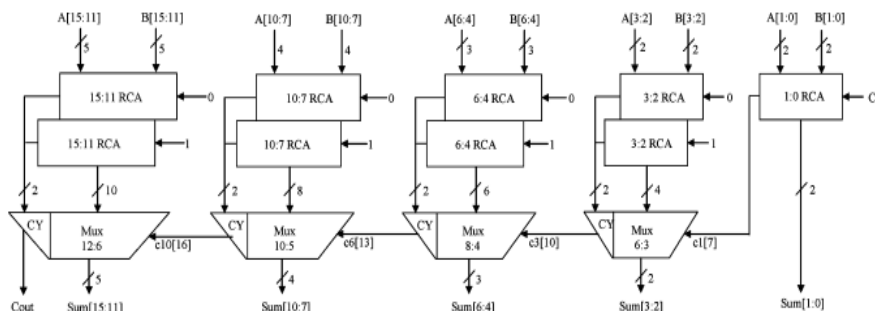 A[15:11] B[15:11] A[10:7] B[10:7] A[6:4] B[6:4] A[3:2] B[3:2] A[1:0] B[1:0]
5 5 4 4 3 3 2 2 2 2
15:11 RCA 0 10:7 RCA 0 6:4 RCA 0 3:2 RCA 0 1:0 RCA C
15:11 RCA 1 10:7 RCA 1 6:4 RCA 1 3:2 RCA 1
2 10 2 8 2 6 2 4 2
CY Mux 12:6 c10[16] CY Mux 10:5 c6[13] CY Mux 8:4 c3[10] CY Mux 6:3 c1[7]
5 4 3 2
Cout Sum[15:11] Sum[10:7] Sum[6:4] Sum[3:2] Sum[1:0]